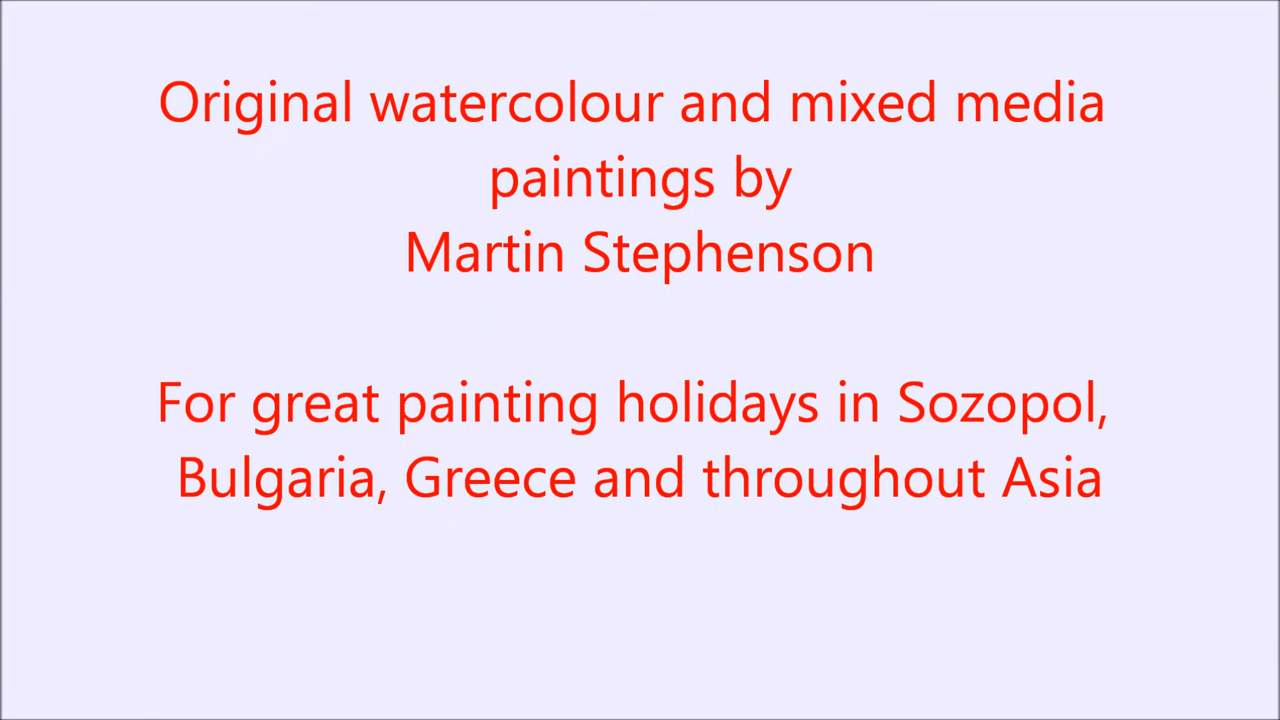 Original watercolour and mixed media
paintings by
Martin Stephenson
For great painting holidays in Sozopol,
Bulgaria, Greece and throughout Asia